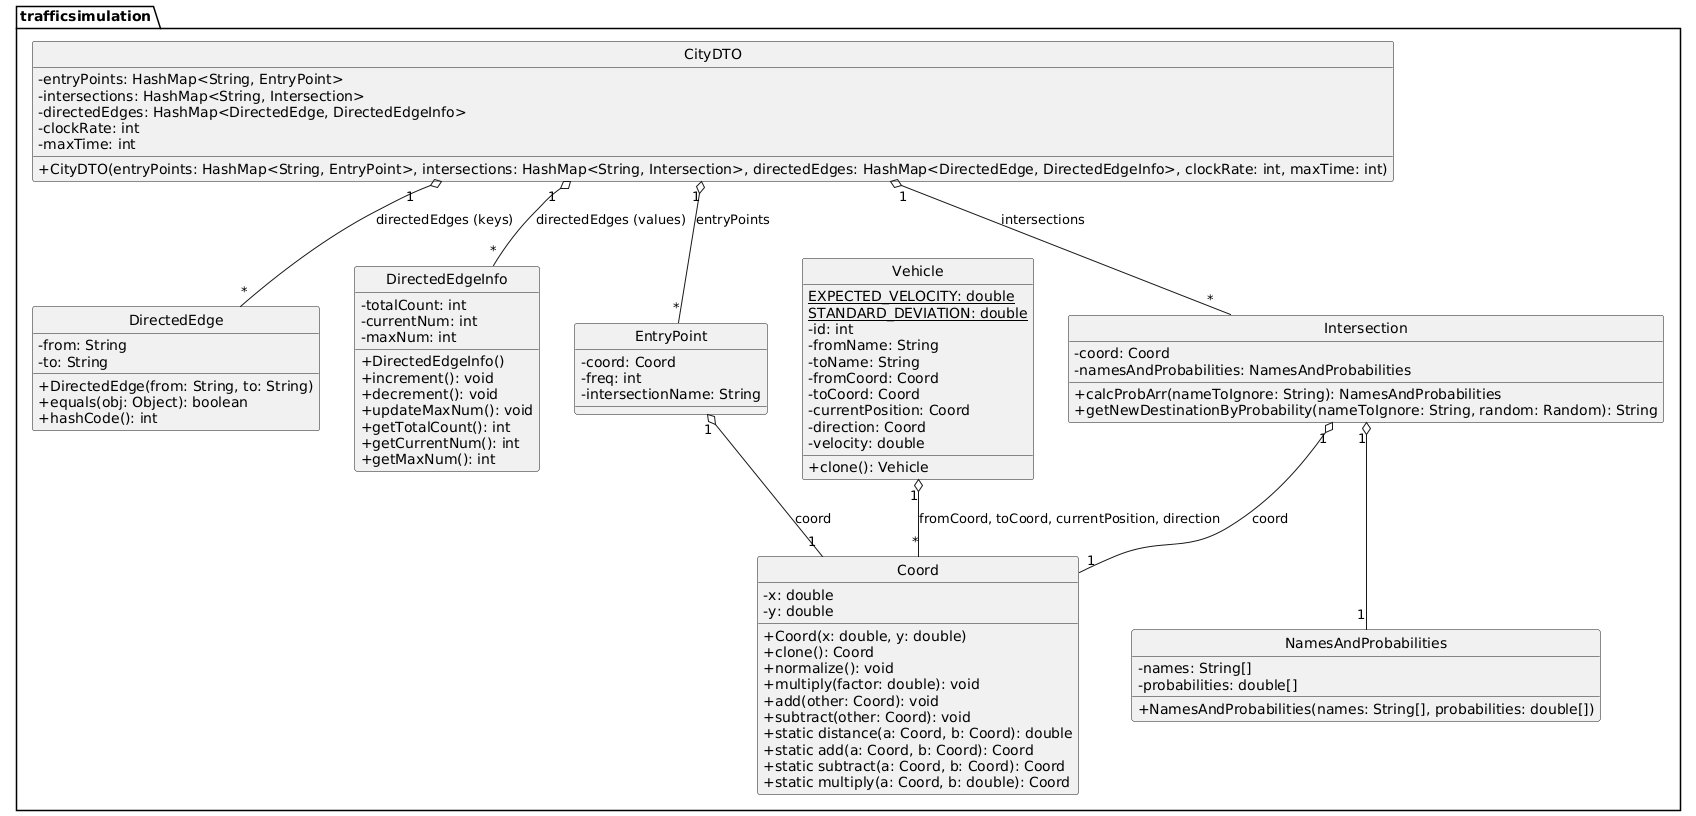 trafficsimulation
CityDTO
-entryPoints: HashMap<String, EntryPoint>
-intersections: HashMap<String, Intersection>
-directedEdges: HashMap<DirectedEdge, DirectedEdgeInfo>
-clockRate: int
-maxTime: int
+CityDTO(entryPoints: HashMap<String, EntryPoint>, intersections: HashMap<String, Intersection>, directedEdges: HashMap<DirectedEdge, DirectedEdgeInfo>, clockRate: int, maxTime: int)
1
1
1
1
directedEdges (keys)
directedEdges (values)
entryPoints
intersections
*
*
*
*
DirectedEdge
-from: String
-to: String
+DirectedEdge(from: String, to: String)
+equals(obj: Object): boolean
+hashCode(): int
DirectedEdgeInfo
-totalCount: int
-currentNum: int
-maxNum: int
+DirectedEdgeInfo()
+increment(): void
+decrement(): void
+updateMaxNum(): void
+getTotalCount(): int
+getCurrentNum(): int
+getMaxNum(): int
EntryPoint
-coord: Coord
-freq: int
-intersectionName: String
Vehicle
EXPECTED_VELOCITY: double
STANDARD_DEVIATION: double
-id: int
-fromName: String
-toName: String
-fromCoord: Coord
-toCoord: Coord
-currentPosition: Coord
-direction: Coord
-velocity: double
+clone(): Vehicle
Intersection
-coord: Coord
-namesAndProbabilities: NamesAndProbabilities
+calcProbArr(nameToIgnore: String): NamesAndProbabilities
+getNewDestinationByProbability(nameToIgnore: String, random: Random): String
1
1
1
1
coord
fromCoord, toCoord, currentPosition, direction
coord
1
*
1
1
Coord
-x: double
-y: double
+Coord(x: double, y: double)
+clone(): Coord
+normalize(): void
+multiply(factor: double): void
+add(other: Coord): void
+subtract(other: Coord): void
+static distance(a: Coord, b: Coord): double
+static add(a: Coord, b: Coord): Coord
+static subtract(a: Coord, b: Coord): Coord
+static multiply(a: Coord, b: double): Coord
NamesAndProbabilities
-names: String[]
-probabilities: double[]
+NamesAndProbabilities(names: String[], probabilities: double[])